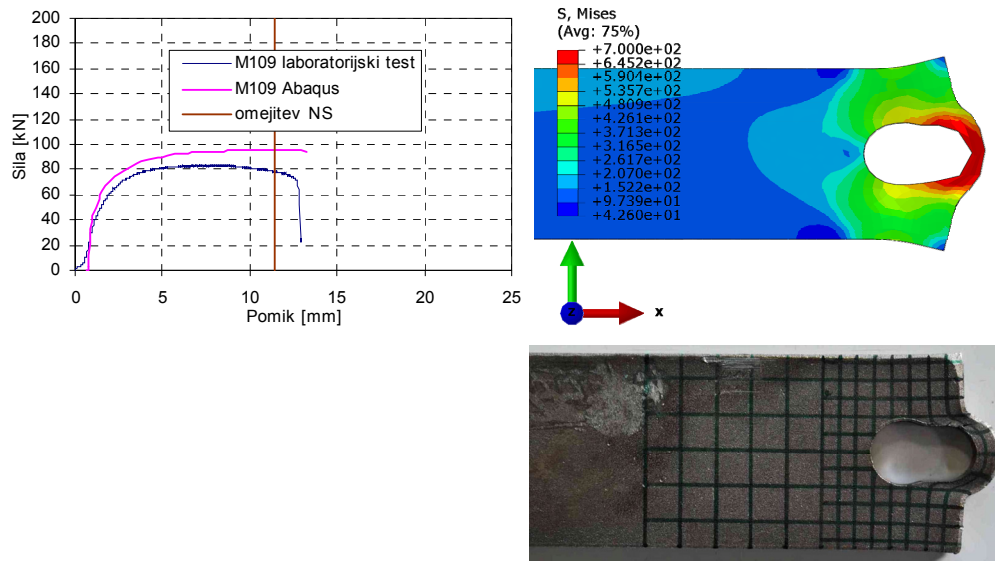 200
180
160
140
120
100
80
60
40
20
0
Sila [kN]
M109 laboratorijski test
M109 Abaqus
omejitev NS
0 5 10 15 20 25
Pomik [mm]
S, Mises
(Avg: 75%)
+7.000e+02
+6.452e+02
+5.904e+02
+5.357e+02
+4.809e+02
+4.261e+02
+3.713e+02
+3.165e+02
+2.617e+02
+2.070e+02
+1.522e+02
+9.739e+01
+4.260e+01
Z
x